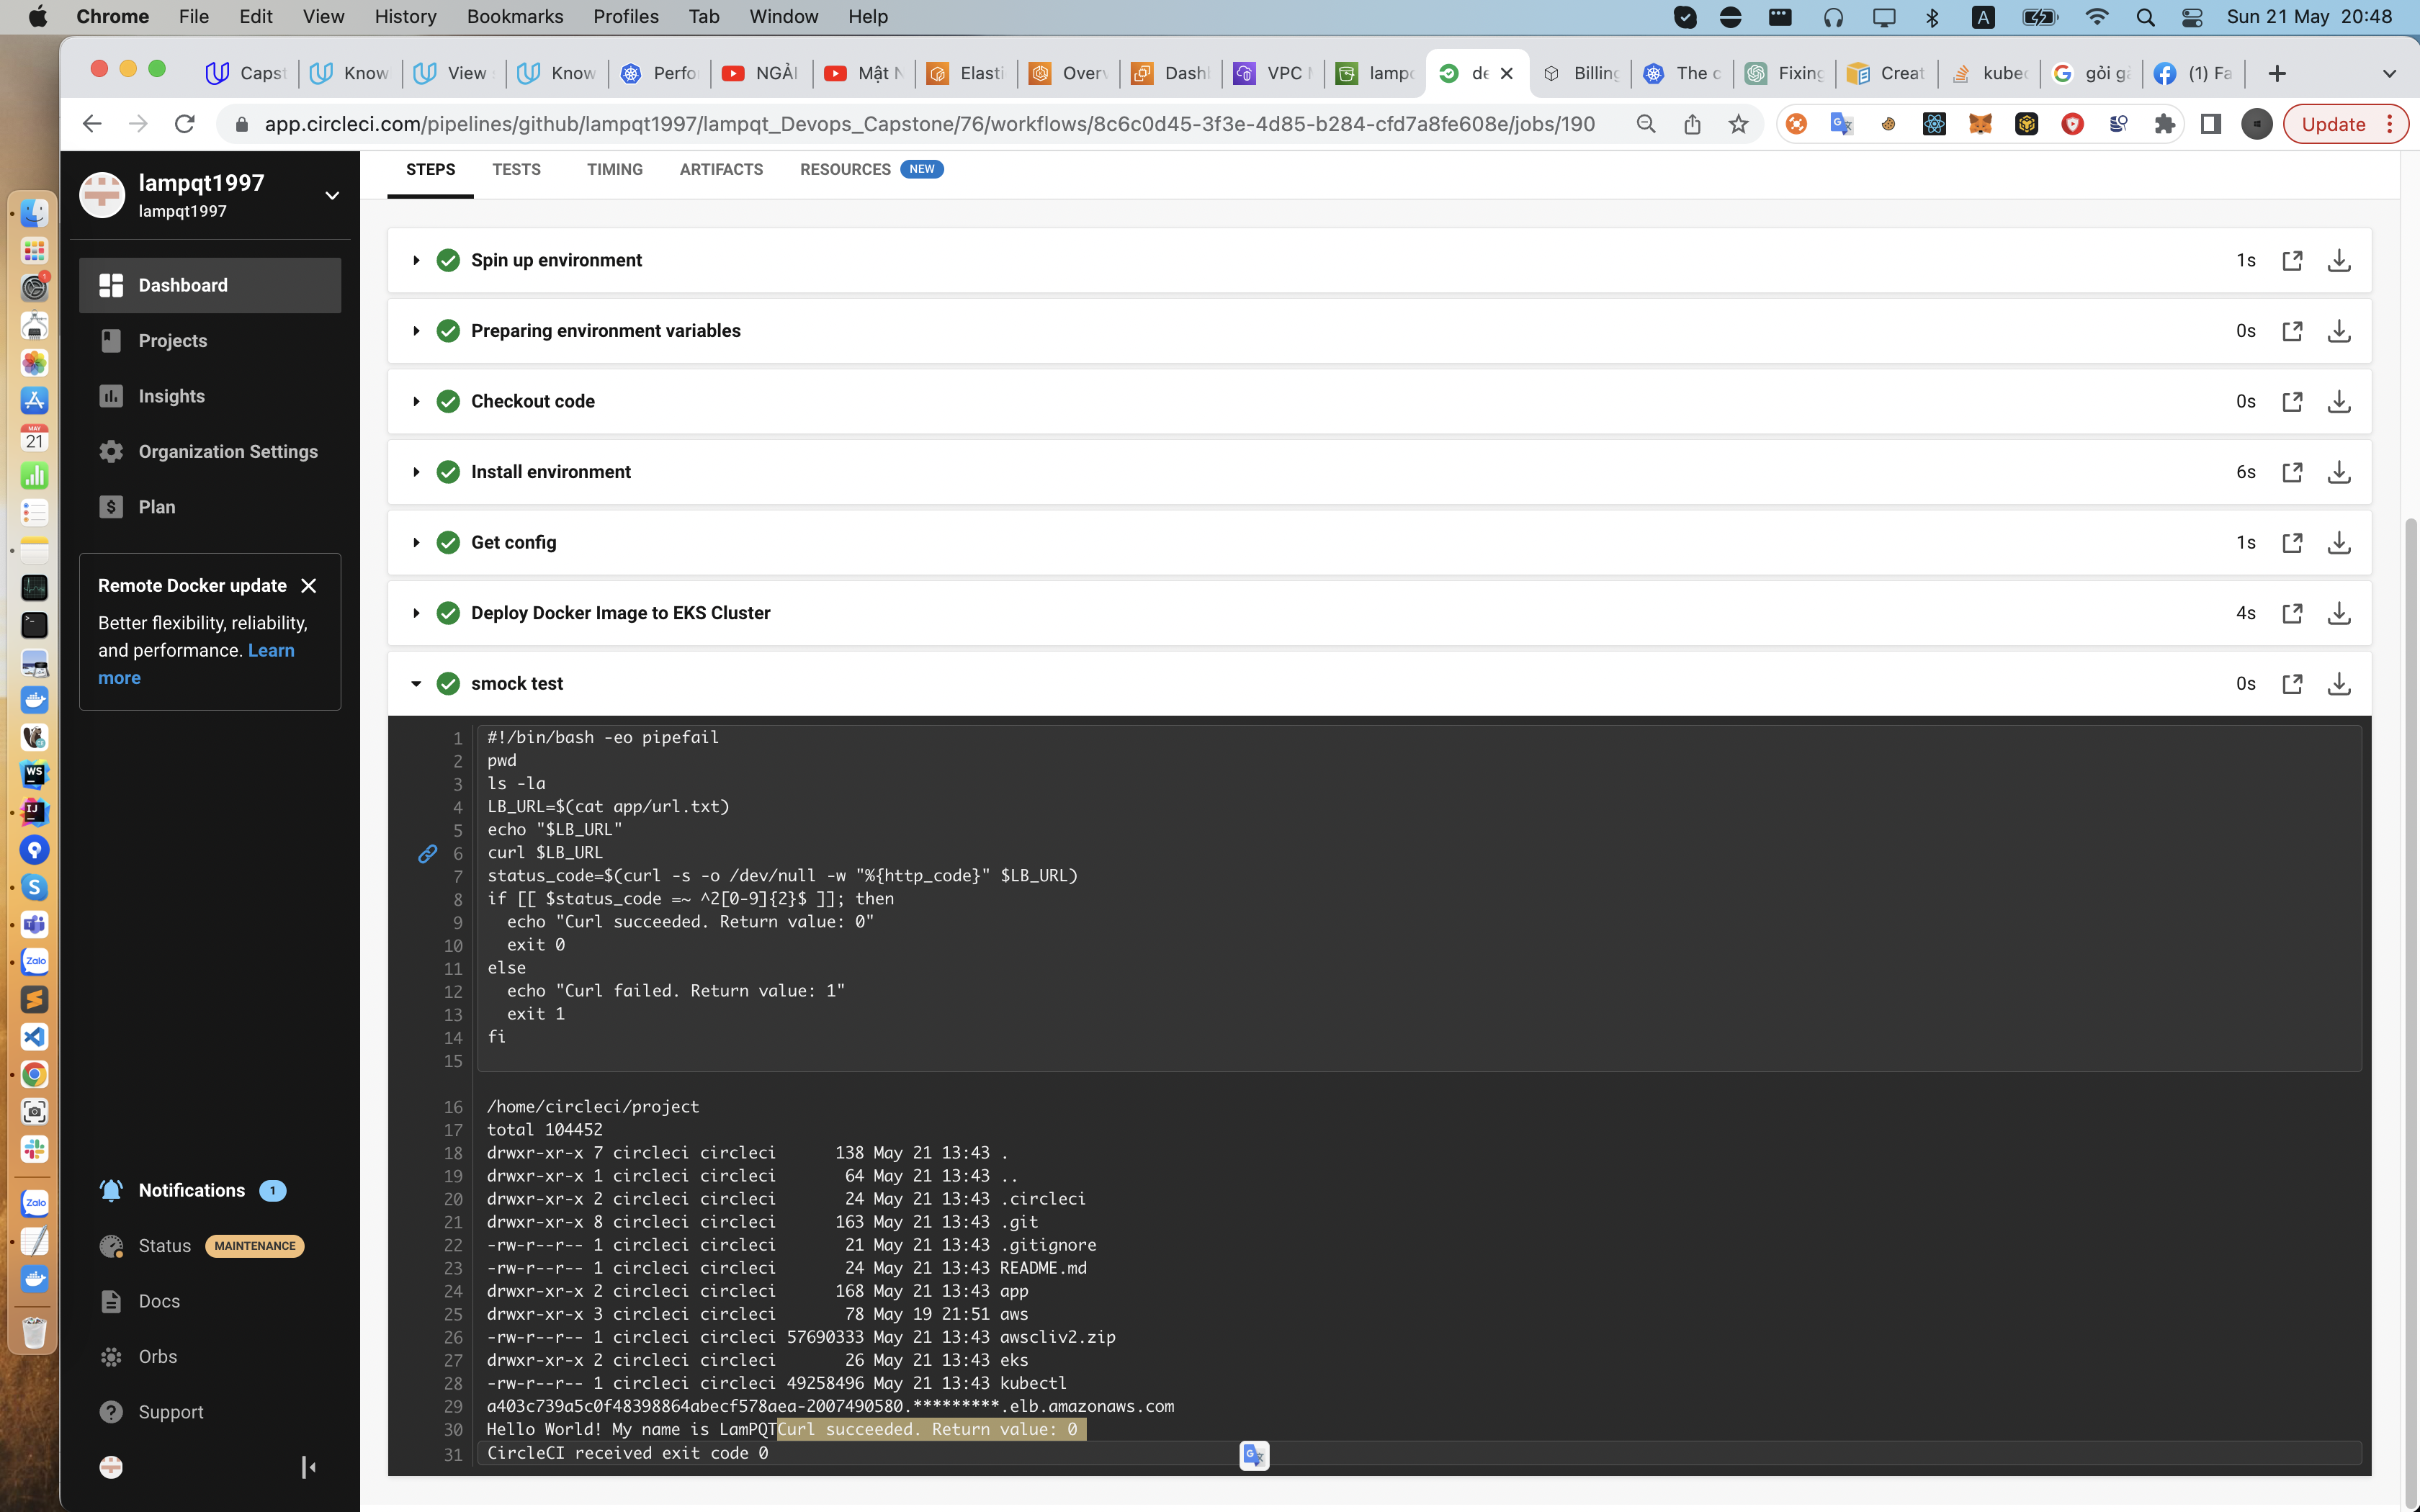 Chrome File Edit View History Bookmarks Profiles Tab Window Help Sun 21 May 20:48
Capst Know View Know Perfo Elasti Over Dash VPC lampq de Billing The c Fixing Creat kubec gỏi gà (1) Fa
app.circleci.com/pipelines/github/lampqt1997/lampqt_Devops_Capstone/76/workflows/8c6c0d45-3f3e-4d85-b284-cfd7a8fe608e/jobs/190 Update
lampqt1997
lampqt1997
Dashboard
Projects
Insights
Organization Settings
Plan
Remote Docker update
Better flexibility, reliability,
and performance. Learn
more
Notifications 1
Status MAINTENANCE
Docs
Orbs
Support
STEPS TESTS TIMING ARTIFACTS RESOURCES NEW
Spin up environment 1s
Preparing environment variables 0s
Checkout code 0s
Install environment 6s
Get config 1s
Deploy Docker Image to EKS Cluster 4s
smock test 0s
1 #!/bin/bash -eo pipefail
2 pwd
3 ls -la
4 LB_URL=$(cat app/url.txt)
5 echo "$LB_URL"
6 curl $LB_URL
7 status_code=$(curl -s -o /dev/null -w "%{http_code}" $LB_URL)
8 if [[ $status_code =~ ^2[0-9]{2}$ ]]; then
9 echo "Curl succeeded. Return value: 0"
10 exit 0
11 else
12 echo "Curl failed. Return value: 1"
13 exit 1
14 fi
15
16 /home/circleci/project
17 total 104452
18 drwxr-xr-x 7 circleci circleci 138 May 21 13:43 .
19 drwxr-xr-x 1 circleci circleci 64 May 21 13:43 ..
20 drwxr-xr-x 2 circleci circleci 24 May 21 13:43 .circleci
21 drwxr-xr-x 8 circleci circleci 163 May 21 13:43 .git
22 -rw-r--r-- 1 circleci circleci 21 May 21 13:43 .gitignore
23 -rw-r--r-- 1 circleci circleci 24 May 21 13:43 README.md
24 drwxr-xr-x 2 circleci circleci 168 May 21 13:43 app
25 drwxr-xr-x 3 circleci circleci 78 May 19 21:51 aws
26 -rw-r--r-- 1 circleci circleci 57690333 May 21 13:43 awscliv2.zip
27 drwxr-xr-x 2 circleci circleci 26 May 21 13:43 eks
28 -rw-r--r-- 1 circleci circleci 49258496 May 21 13:43 kubectl
29 a403c739a5c0f48398864abecf578aea-2007490580.*********.elb.amazonaws.com
30 Hello World! My name is LamPQTCurl succeeded. Return value: 0
31 CircleCI received exit code 0